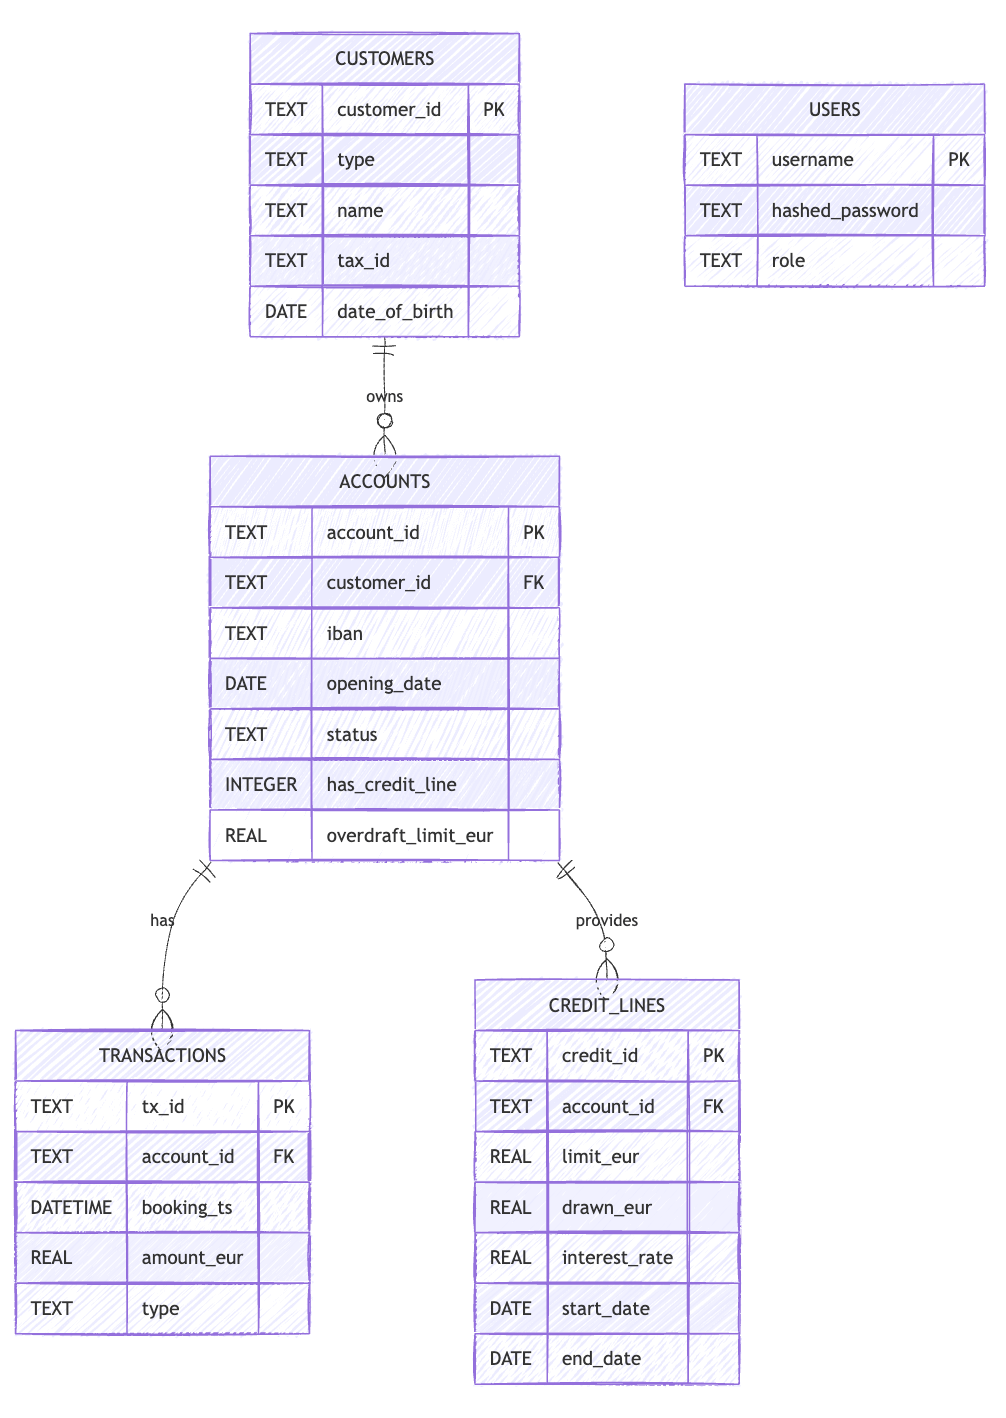 CUSTOMERS
TEXT customer_id PK
TEXT type
TEXT name
TEXT tax_id
DATE date_of_birth
USERS
TEXT username PK
TEXT hashed_password
TEXT role
owns
ACCOUNTS
TEXT account_id PK
TEXT customer_id FK
TEXT iban
DATE opening_date
TEXT status
INTEGER has_credit_line
REAL overdraft_limit_eur
has
provides
TRANSACTIONS
TEXT tx_id PK
TEXT account_id FK
DATETIME booking_ts
REAL amount_eur
TEXT type
CREDIT_LINES
TEXT credit_id PK
TEXT account_id FK
REAL limit_eur
REAL drawn_eur
REAL interest_rate
DATE start_date
DATE end_date